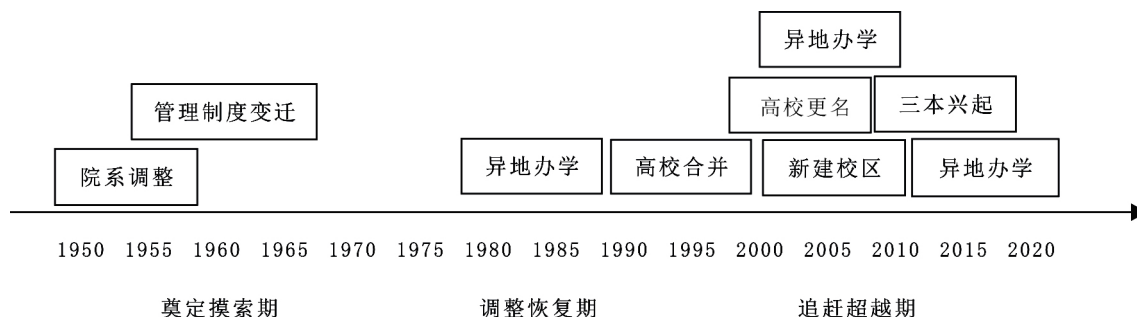 异地办学
管理制度变迁
高校更名
三本兴起
院系调整
异地办学
高校合并
新建校区
异地办学
1950 1955 1960 1965 1970 1975 1980 1985 1990 1995 2000 2005 2010 2015 2020
奠定摸索期 调整恢复期 追赶超越期